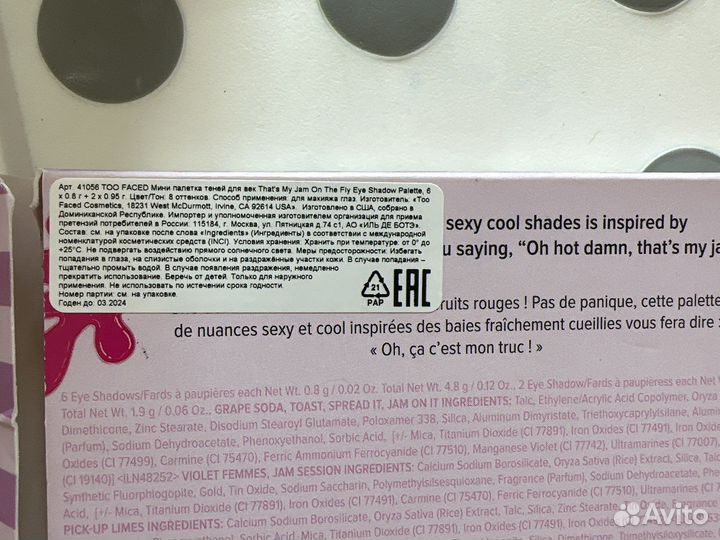 Арт. 41056 TOO FACED Мини палетка теней для век That's My Jam On The Fly Eye Shadow Palette, 6
x 0.8 г + 2 x 0.95 г. Цвет/Тон: 8 оттенков. Способ применения: для макияжа глаз. Изготовитель: «Too
Faced Cosmetics, 18231 West McDurmott, Irvine, CA 92614 USA». Изготовлено в США, собрано в
Доминиканской Республике. Импортер и уполномоченная изготовителем организация для приема
претензий потребителей в России: 115184, г. Москва, ул. Пятницкая д.74 с1, АО «ИЛЬ ДЕ БОТЭ».
Состав: см. на упаковке после слова «Ingredients» (Ингредиенты) в соответствии с международной
номенклатурой косметических средств (INCI). Условия хранения: Хранить при температуре, от 0° до
+25°С. Не подвергать воздействию прямого солнечного света. Меры предосторожности: Избегать
попадания в глаза, на слизистые оболочки и на раздражённые участки кожи. В случае попадания -
тщательно промыть водой. В случае появления раздражения, немедленно
прекратить использование. Беречь от детей. Только для наружного
применения. Не использовать по истечении срока годности.
Номер партии: см. на упаковке.
Годен до: 03.2024
21
PAP
EAC
sexy cool shades is inspired by
u saying, “Oh hot damn, that's my ja
ruits rouges ! Pas de panique, cette palett
de nuances sexy et cool inspirées des baies fraîchement cueillies vous fera dire :
« Oh, ça c'est mon truc ! »
6 Eye Shadows/Fards à paupières each Net Wt. 0.8 g / 0.02 Oz. Total Net Wt. 4.8 g / 0.12 Oz., 2 Eye Shadow/Fard à paupieress each Net W
Total Wt. 1.9 g / 0.06 Oz., GRAPE SODA, TOAST, SPREAD IT, JAM ON IT INGREDIENTS: Talc, Ethylene/Acrylic Acid Copolymer, Oryza
Dimethicone, Zinc Stearate, Disodium Stearoyl Glutamate, Poloxamer 338, Silica, Aluminum Dimyristate, Triethoxycaprylylsilane, Alumin
(Parfum), Sodium Dehydroacetate, Phenoxyethanol, Sorbic Acid, [+/- Mica, Titanium Dioxide (CI 77891), Iron
Oxides (CI 77499), Carmine (CI 75470), Ferric Ammonium Ferrocyanide (CI 77510), Manganese Violet (CI 77742), Ultramarines (CI 77007)
(CI 19140)] <ILN48252> VIOLET FEMMES, JAM SESSION INGREDIENTS: Calcium Sodium Borosilicate, Oryza Sativa (Rice)
Synthetic Fluorphlogopite, Gold, Tin Oxide, Sodium Saccharin, Polymethylsilsesquioxane, Fragrance (Parfum), Sodium Dehydroacetate, Phe
[+/- Mica, Titanium Dioxide (CI 77891), Iron Oxides (CI 77491), Carmine (CI 75470), Ferric Ferrocyanide (CI 77510), Ultramarines (CI 77
PICK-UP LIMES INGREDIENTS: Calcium Sodium Borosilicate, Oryza Sativa (Rice) Starch, Talc, Silica, Zinc Stear
Avito